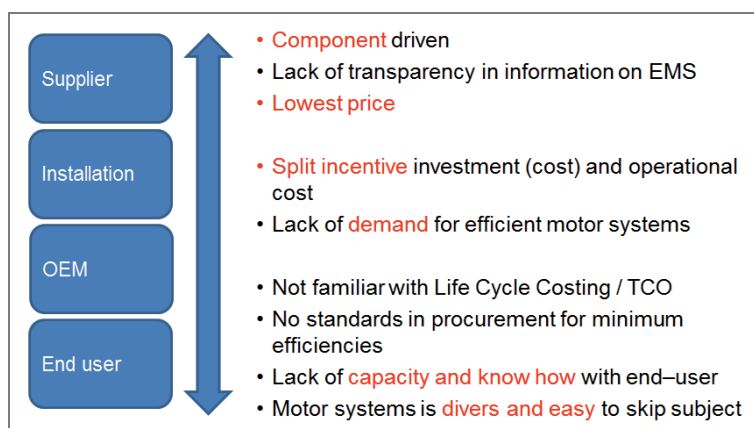 Supplier
Installation
OEM
End user
• Component driven
• Lack of transparency in information on EMS
• Lowest price
• Split incentive investment (cost) and operational
cost
• Lack of demand for efficient motor systems
• Not familiar with Life Cycle Costing / TCO
• No standards in procurement for minimum
efficiencies
• Lack of capacity and know how with end–user
• Motor systems is divers and easy to skip subject